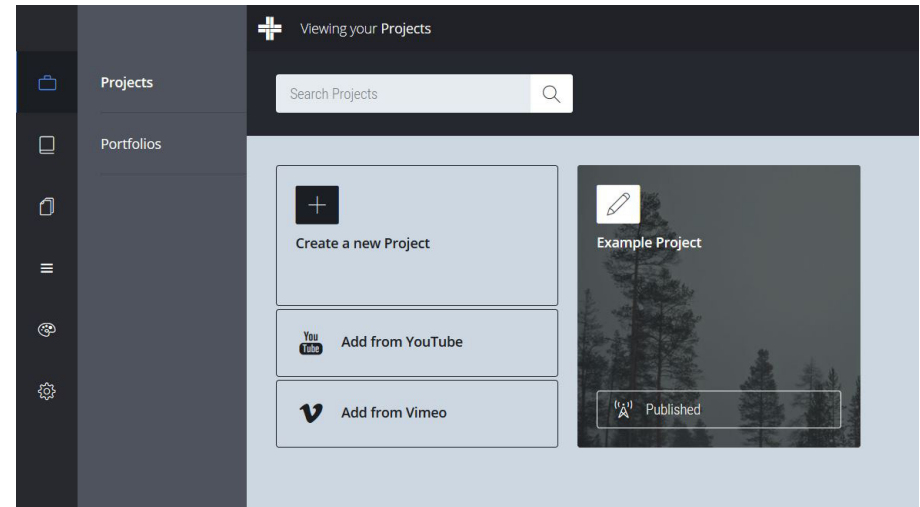 Viewing your Projects
Projects
Portfolios
Search Projects
Create a new Project
You
Tube
Add from YouTube
Add from Vimeo
Example Project
Published